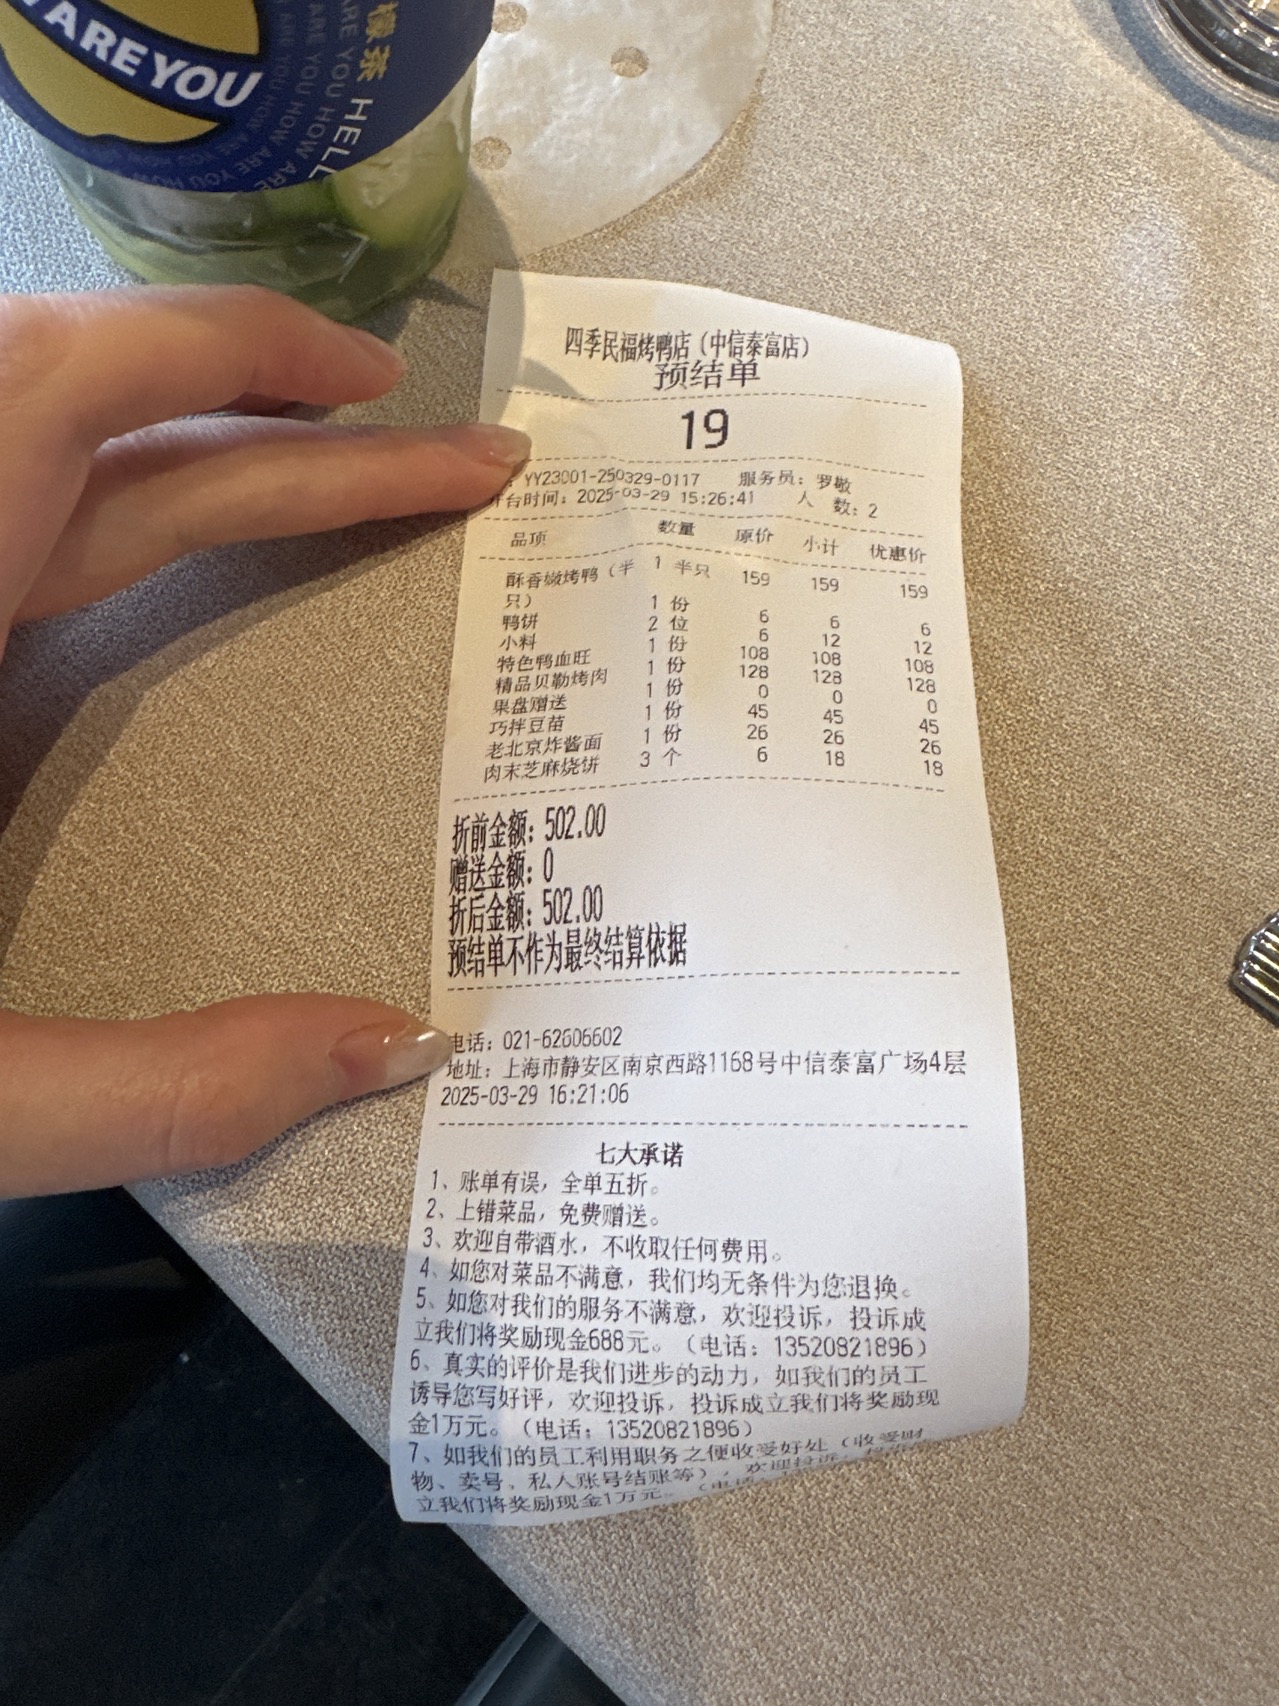 ARE YOU
檬茶 HELL
ARE YOU HOW ARE
四季民福烤鸭店（中信泰富店）
预结单
19
YY23001-250329-0117 服务员：罗敬
开台时间：2025-03-29 15:26:41 人 数：2
品项 数量 原价 小计 优惠价
酥香嫩烤鸭（半 1 半只 159 159 159
只）
鸭饼 1 份 6 6 6
小料 2 位 6 12 12
特色鸭血旺 1 份 108 108 108
精品贝勒烤肉 1 份 128 128 128
果盘赠送 1 份 0 0 0
巧拌豆苗 1 份 45 45 45
老北京炸酱面 1 份 26 26 26
肉末芝麻烧饼 3 个 6 18 18
折前金额：502.00
赠送金额：0
折后金额：502.00
预结单不作为最终结算依据
电话：021-62606602
地址：上海市静安区南京西路1168号中信泰富广场4层
2025-03-29 16:21:06
七大承诺
1、账单有误，全单五折。
2、上错菜品，免费赠送。
3、欢迎自带酒水，不收取任何费用。
4、如您对菜品不满意，我们均无条件为您退换。
5、如您对我们的服务不满意，欢迎投诉，投诉成
立我们将奖励现金688元。（电话：13520821896）
6、真实的评价是我们进步的动力，如我们的员工
诱导您写好评，欢迎投诉，投诉成立我们将奖励现
金1万元。（电话：13520821896）
7、如我们的员工利用职务之便收受好处（收受财
物、卖号、私人账号结账等），欢迎投诉，
立我们将奖励现金1万元。（电话：